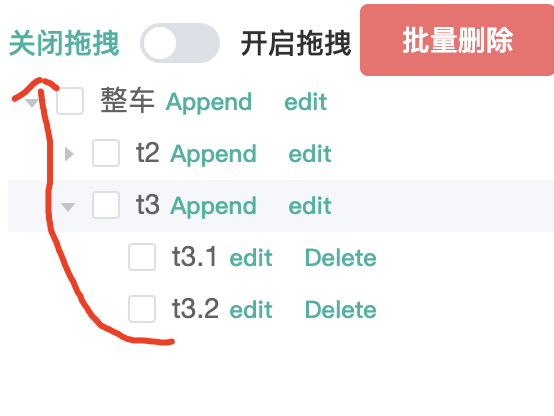 关闭拖拽 开启拖拽 批量删除
整车 Append edit
t2 Append edit
t3 Append edit
t3.1 edit Delete
t3.2 edit Delete